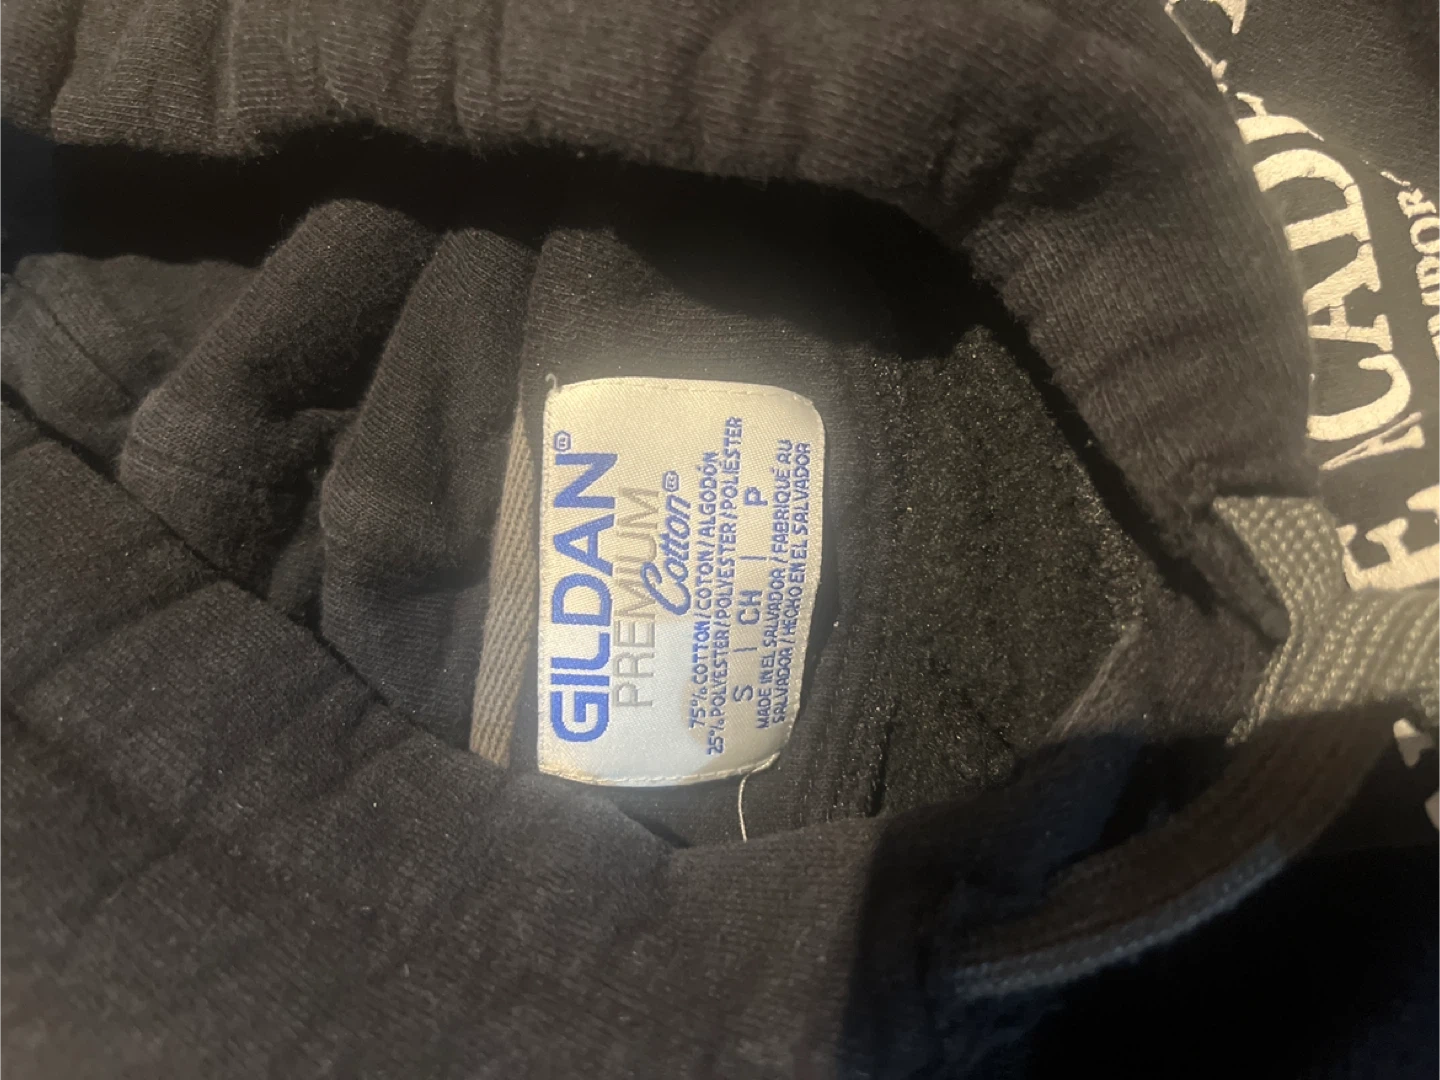 GILDAN®
PREMIUM
Cotton®
75% COTTON / COTON / ALGODÓN
25% POLYESTER / POLYESTER / POLIÉSTER
S | CH | P
MADE IN EL SALVADOR / FABRIQUÉ AU
SALVADOR / HECHO EN EL SALVADOR